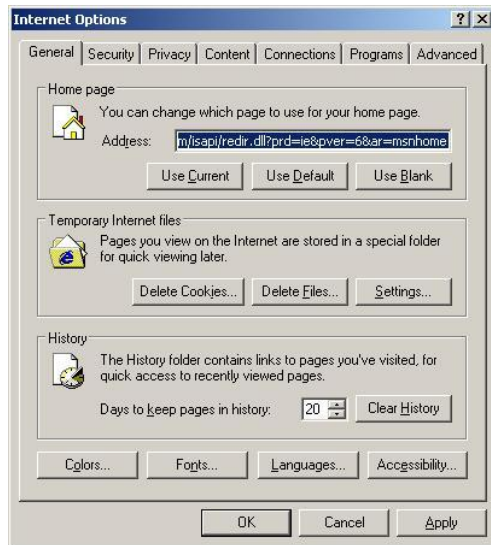 Internet Options
General Security Privacy Content Connections Programs Advanced
Home page
You can change which page to use for your home page.
Address: m/isapi/redir.dll?prd=ie&pver=6&ar=msnhome
Use Current Use Default Use Blank
Temporary Internet files
Pages you view on the Internet are stored in a special folder
for quick viewing later.
Delete Cookies... Delete Files... Settings...
History
The History folder contains links to pages you've visited, for
quick access to recently viewed pages.
Days to keep pages in history: 20 Clear History
Colors... Fonts... Languages... Accessibility...
OK Cancel Apply